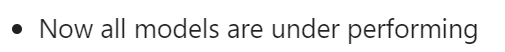 • Now all models are under performing